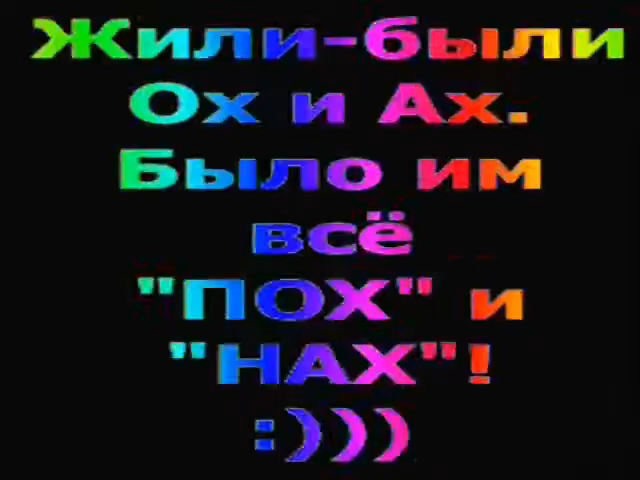 Жили-были
Ох и Ах.
Было им
всё
"ПОХ" и
"НАХ"!
:)))